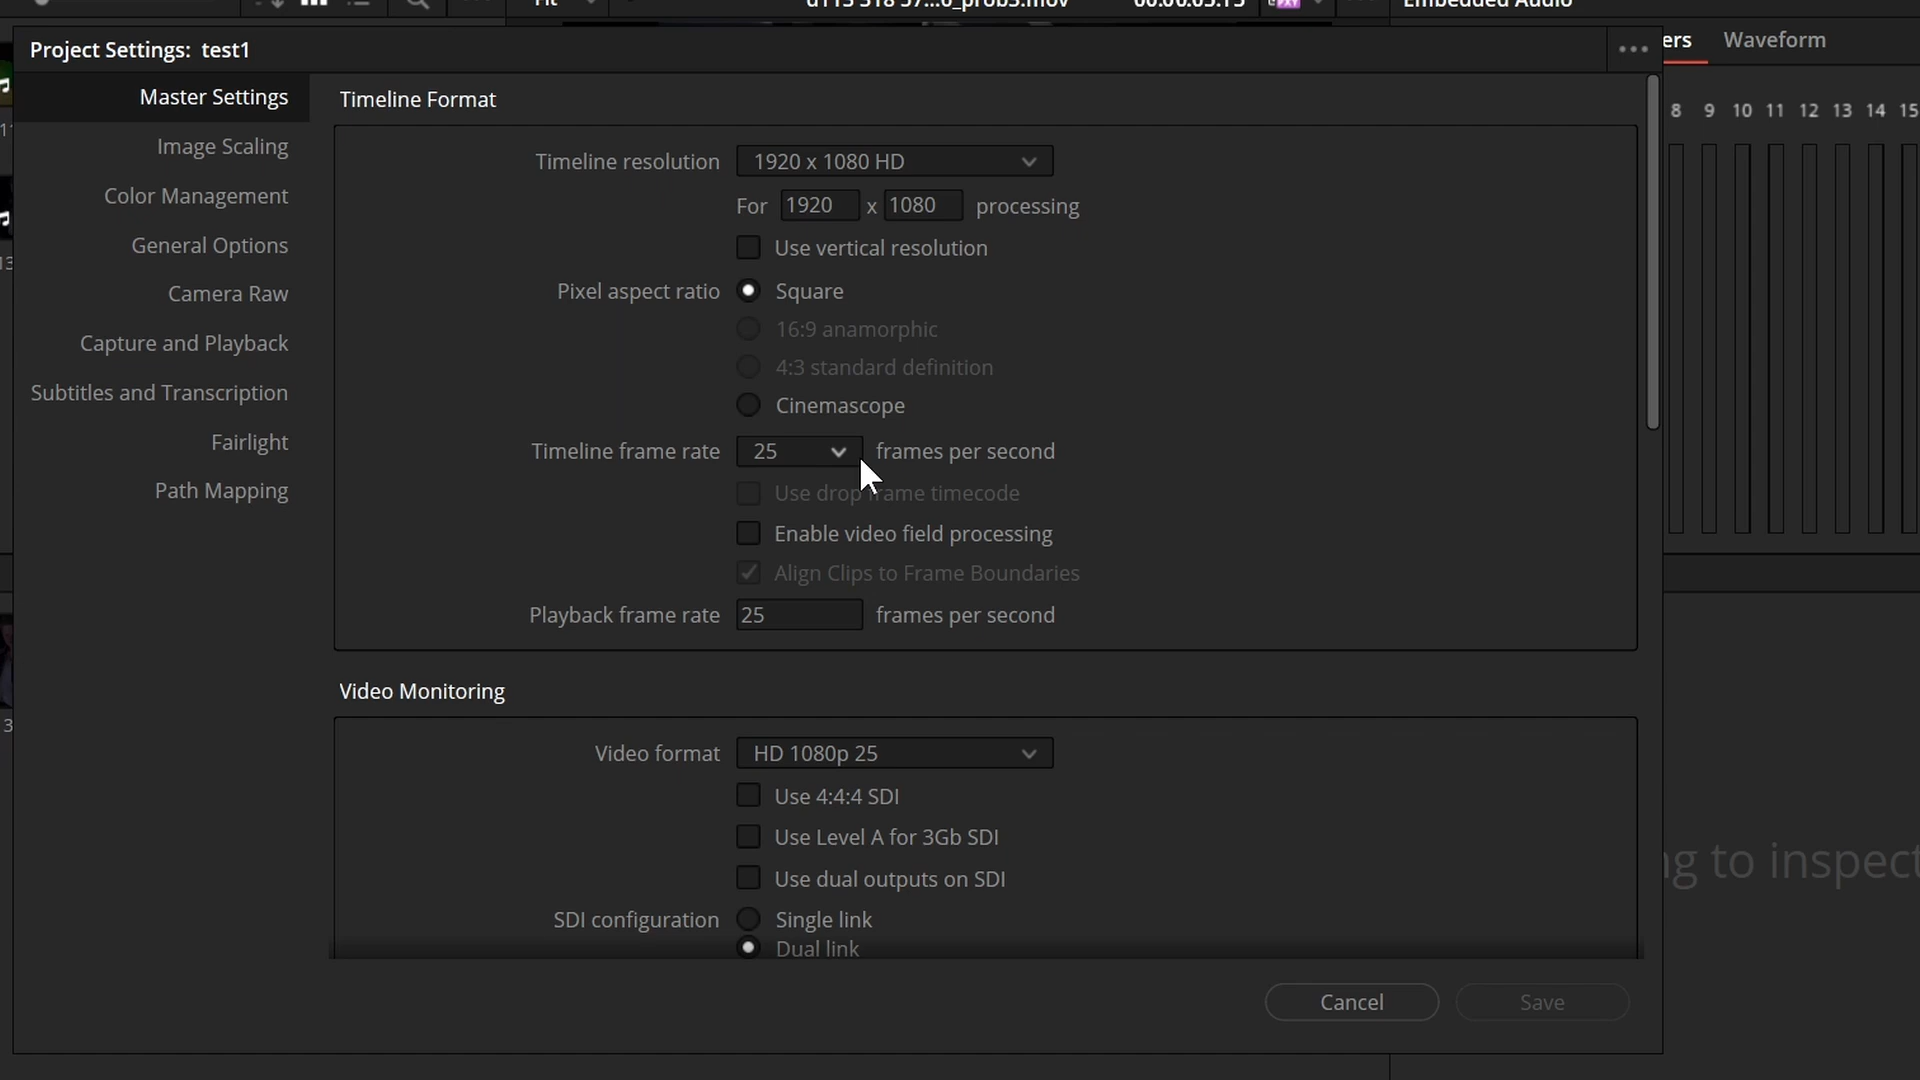 Fit
Embedded Audio
Project Settings: test1
ers
Waveform
Master Settings
Timeline Format
8 9 10 11 12 13 14 15
Image Scaling
Timeline resolution 1920 x 1080 HD
Color Management
For 1920 x 1080 processing
General Options
Use vertical resolution
Camera Raw
Pixel aspect ratio Square
16:9 anamorphic
Capture and Playback
4:3 standard definition
Subtitles and Transcription
Cinemascope
Fairlight
Timeline frame rate 25 frames per second
Path Mapping
Use drop frame timecode
Enable video field processing
Align Clips to Frame Boundaries
Playback frame rate 25 frames per second
Video Monitoring
Video format HD 1080p 25
Use 4:4:4 SDI
Use Level A for 3Gb SDI
ng to inspect
Use dual outputs on SDI
SDI configuration Single link
Dual link
Cancel
Save